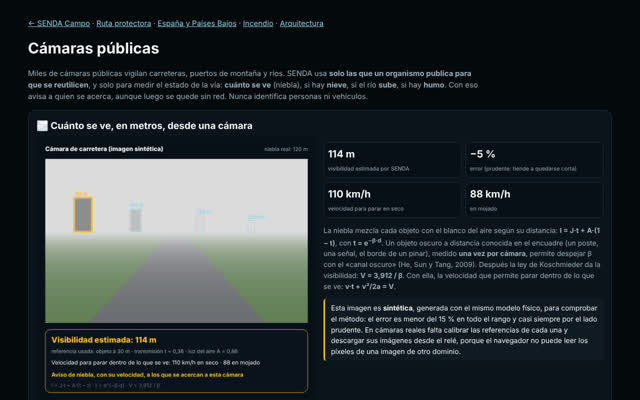 ← SENDA Campo · Ruta protectora · España y Países Bajos · Incendio · Arquitectura
Cámaras públicas
Miles de cámaras públicas vigilan carreteras, puertos de montaña y ríos. SENDA usa solo las que un organismo publica para
que se reutilicen, y solo para medir el estado de la vía: cuánto se ve (niebla), si hay nieve, si el río sube, si hay humo. Con eso
avisa a quien se acerca, aunque luego se quede sin red. Nunca identifica personas ni vehículos.
Cuánto se ve, en metros, desde una cámara
Cámara de carretera (imagen sintética)
niebla real: 120 m
114 m
visibilidad estimada por SENDA
−5 %
error (prudente: tiende a quedarse corta)
110 km/h
velocidad para parar en seco
88 km/h
en mojado
La niebla mezcla cada objeto con el blanco del aire según su distancia: I = J·t + A·(1
− t), con t = e^−β·d. Un objeto oscuro a distancia conocida en el encuadre (un poste,
una señal, el borde de un pinar), medido una vez por cámara, permite despejar β
con el «canal oscuro» (He, Sun y Tang, 2009). Después la ley de Koschmieder da la
visibilidad: V = 3,912 / β. Con ella, la velocidad que permite parar dentro de lo que
se ve: v·t + v²/2a = V.
Esta imagen es sintética, generada con el mismo modelo físico, para comprobar
el método: el error es menor del 15 % en todo el rango y casi siempre por el lado
prudente. En cámaras reales falta calibrar las referencias de cada una y
descargar sus imágenes desde el relé, porque el navegador no puede leer los
píxeles de una imagen de otro dominio.
Visibilidad estimada: 114 m
referencia usada: objeto a 30 m · transmisión t = 0,36 · luz del aire A = 0,86
Velocidad para parar dentro de lo que se ve: 110 km/h en seco · 88 en mojado
Aviso de niebla, con su velocidad, a los que se acercan a esta cámara